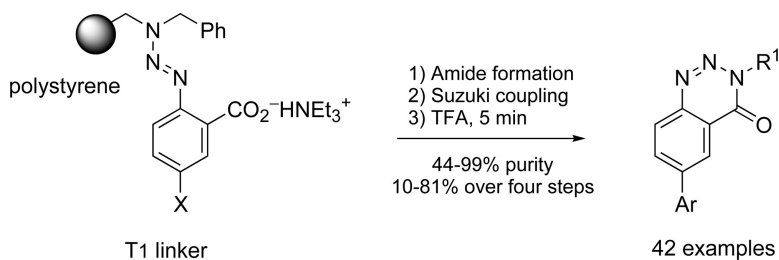 N
Ph
N
N
polystyrene
CO₂⁻HNEt₃⁺
X
T1 linker
1) Amide formation
2) Suzuki coupling
3) TFA, 5 min
44-99% purity
10-81% over four steps
N
N
N
R¹
O
Ar
42 examples